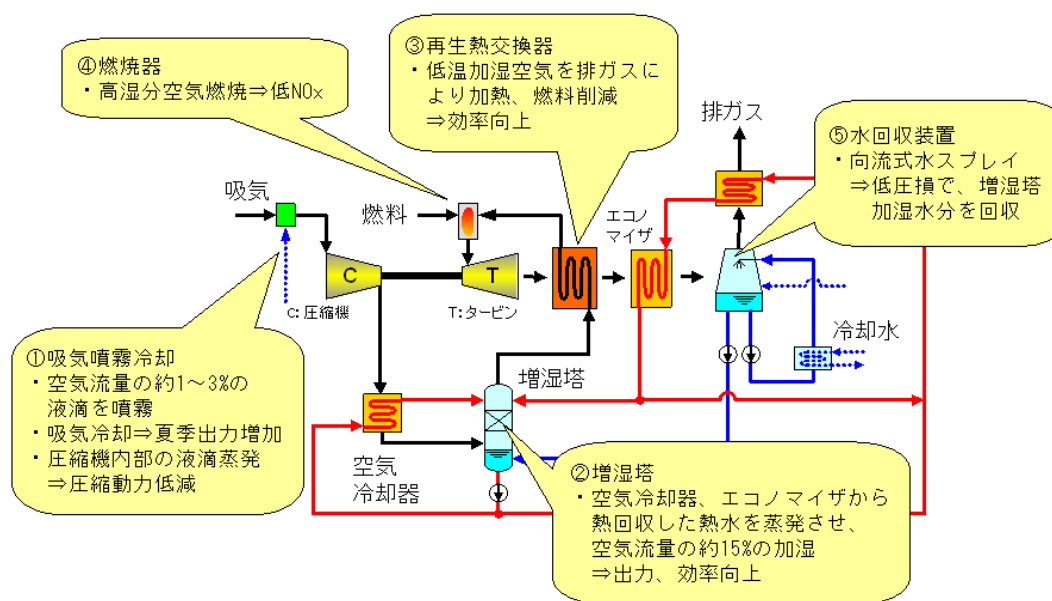 ④燃焼器
・高湿分空気燃焼⇒低NOx
③再生熱交換器
・低温加湿空気を排ガスに
より加熱、燃料削減
⇒効率向上
排ガス
⑤水回収装置
・向流式水スプレイ
⇒低圧損で、増湿塔
加湿水分を回収
吸気
燃料
エコノ
マイザ
C
T
C:圧縮機
T:タービン
冷却水
①吸気噴霧冷却
・空気流量の約1～3%の
液滴を噴霧
・吸気冷却⇒夏季出力増加
・圧縮機内部の液滴蒸発
⇒圧縮動力低減
増湿塔
空気
冷却器
②増湿塔
・空気冷却器、エコノマイザから
熱回収した熱水を蒸発させ、
空気流量の約15%の加湿
⇒出力、効率向上